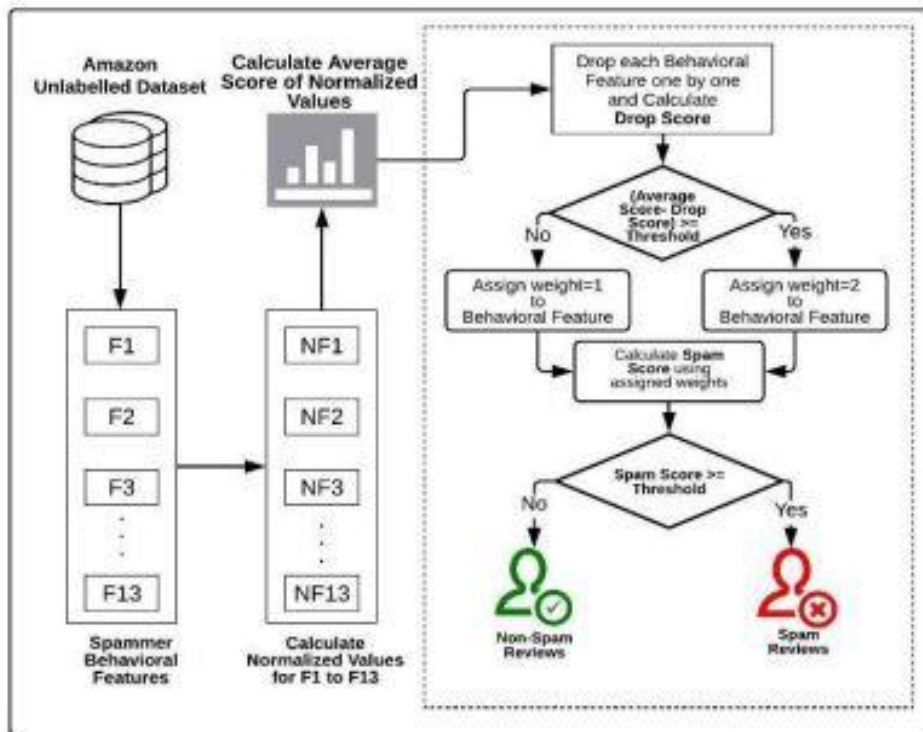 Amazon
Unlabelled Dataset
F1
F2
F3
F13
Spammer
Behavioral
Features
NF1
NF2
NF3
NF13
Calculate
Normalized Values
for F1 to F13
Calculate Average
Score of Normalized
Values
Drop each Behavioral
Feature one by one
and Calculate
Drop Score
(Average
Score- Drop
Score) >=
Threshold
No
Yes
Assign weight=1
to
Behavioral Feature
Assign weight=2
to
Behavioral Feature
Calculate Spam
Score using
assigned weights
Spam Score >=
Threshold
No
Yes
Non-Spam
Reviews
Spam
Reviews